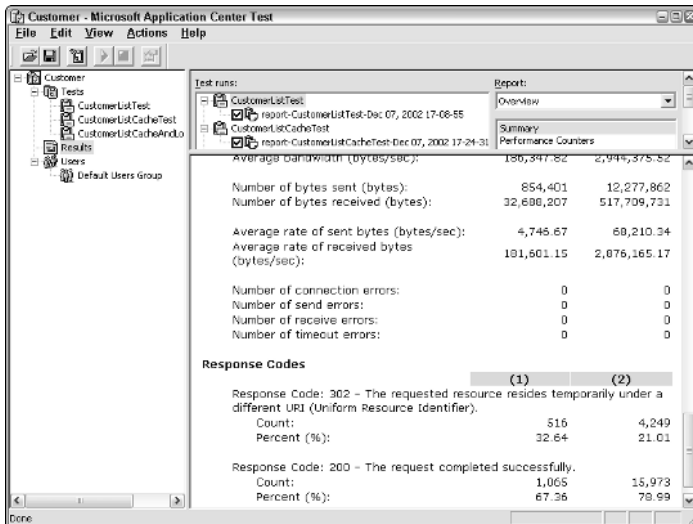 Customer - Microsoft Application Center Test
File Edit View Actions Help
Customer
Tests
CustomerListTest
CustomerListCacheTest
CustomerListCacheAndLo
Results
Users
Default Users Group
Test runs:
CustomerListTest
report-CustomerListTest-Dec 07, 2002 17-08-55
CustomerListCacheTest
report-CustomerListCacheTest-Dec 07, 2002 17-24-31
Report:
Overview
Summary
Performance Counters
Average bandwidth (bytes/sec): 186,347.82 2,944,375.52
Number of bytes sent (bytes): 854,401 12,277,862
Number of bytes received (bytes): 32,688,207 517,709,731
Average rate of sent bytes (bytes/sec): 4,746.67 68,210.34
Average rate of received bytes
(bytes/sec): 181,601.15 2,876,165.17
Number of connection errors: 0 0
Number of send errors: 0 0
Number of receive errors: 0 0
Number of timeout errors: 0 0
Response Codes
(1) (2)
Response Code: 302 - The requested resource resides temporarily under a
different URI (Uniform Resource Identifier).
Count: 516 4,249
Percent (%): 32.64 21.01
Response Code: 200 - The request completed successfully.
Count: 1,065 15,973
Percent (%): 67.36 78.99
Done